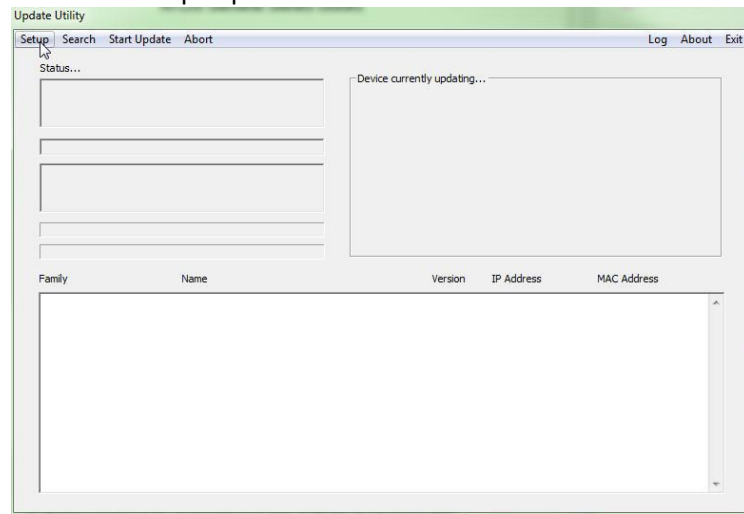 Update Utility
Setup Search Start Update Abort Log About Exit
Status...
Device currently updating...
Family Name Version IP Address MAC Address